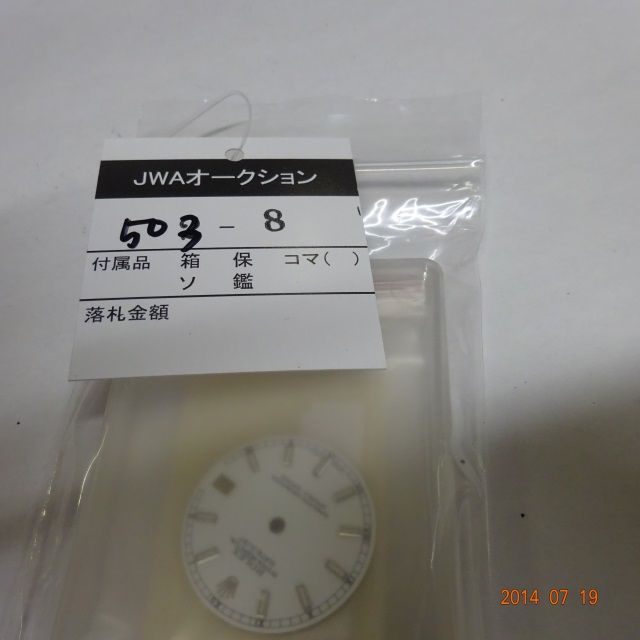 JWAオークション
503 - 8
付属品 箱 保 コマ( )
ソ 鑑
落札金額
2014 07 19